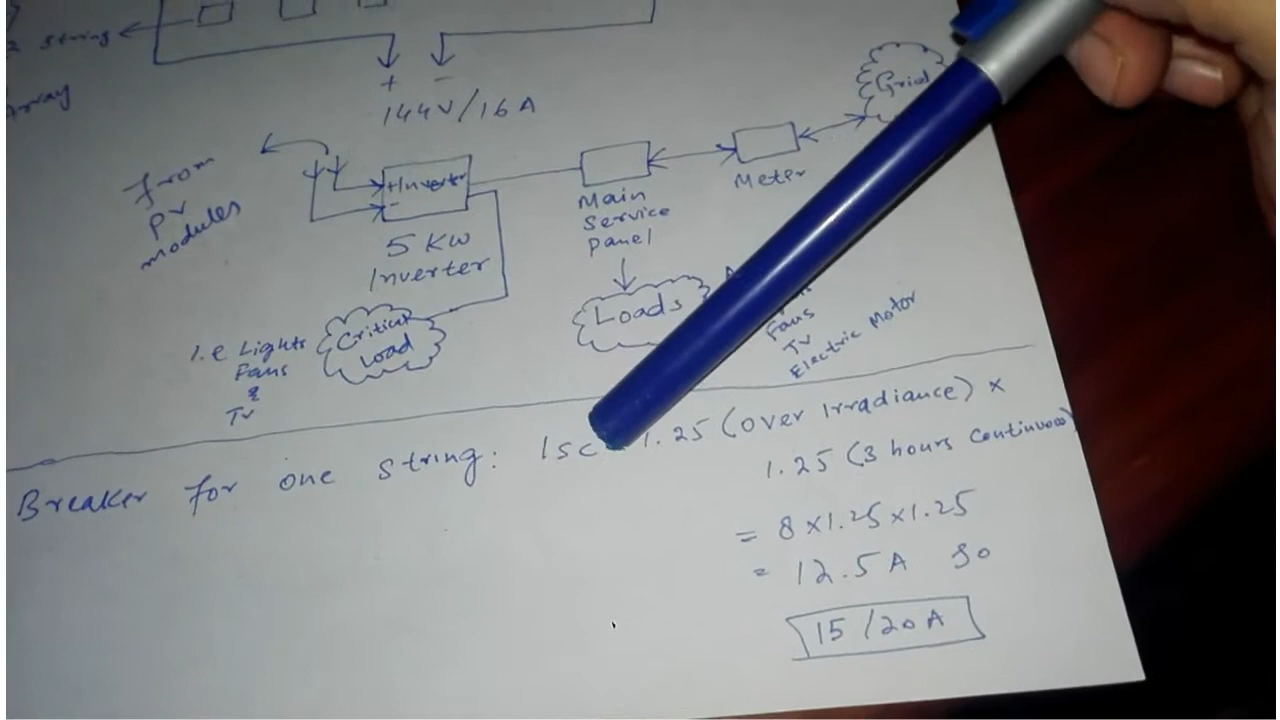 2 String
Array
+ -
144V/16A
From
PV
modules
+Inverter
-
5 KW
Inverter
Main
Service
panel
Meter
Grid
Loads
Fans
Tv
Electric Motor
Critical
Load
I.e Lights
Fans
&
Tv
Breaker for one string: Isc 1.25 (Over Irradiance) x
1.25 (3 hours Continuous)
= 8 x 1.25 x 1.25
= 12.5A So
15/20A